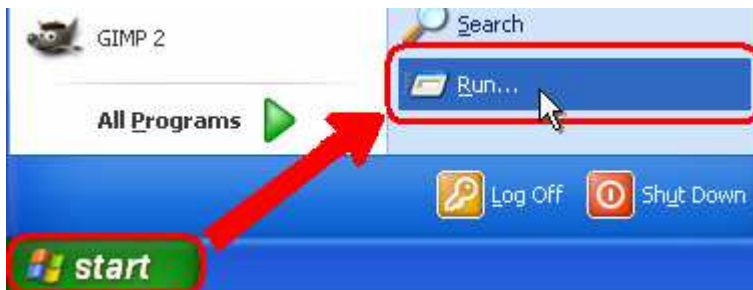 GIMP 2
Search
Run...
All Programs
Log Off
Shut Down
start